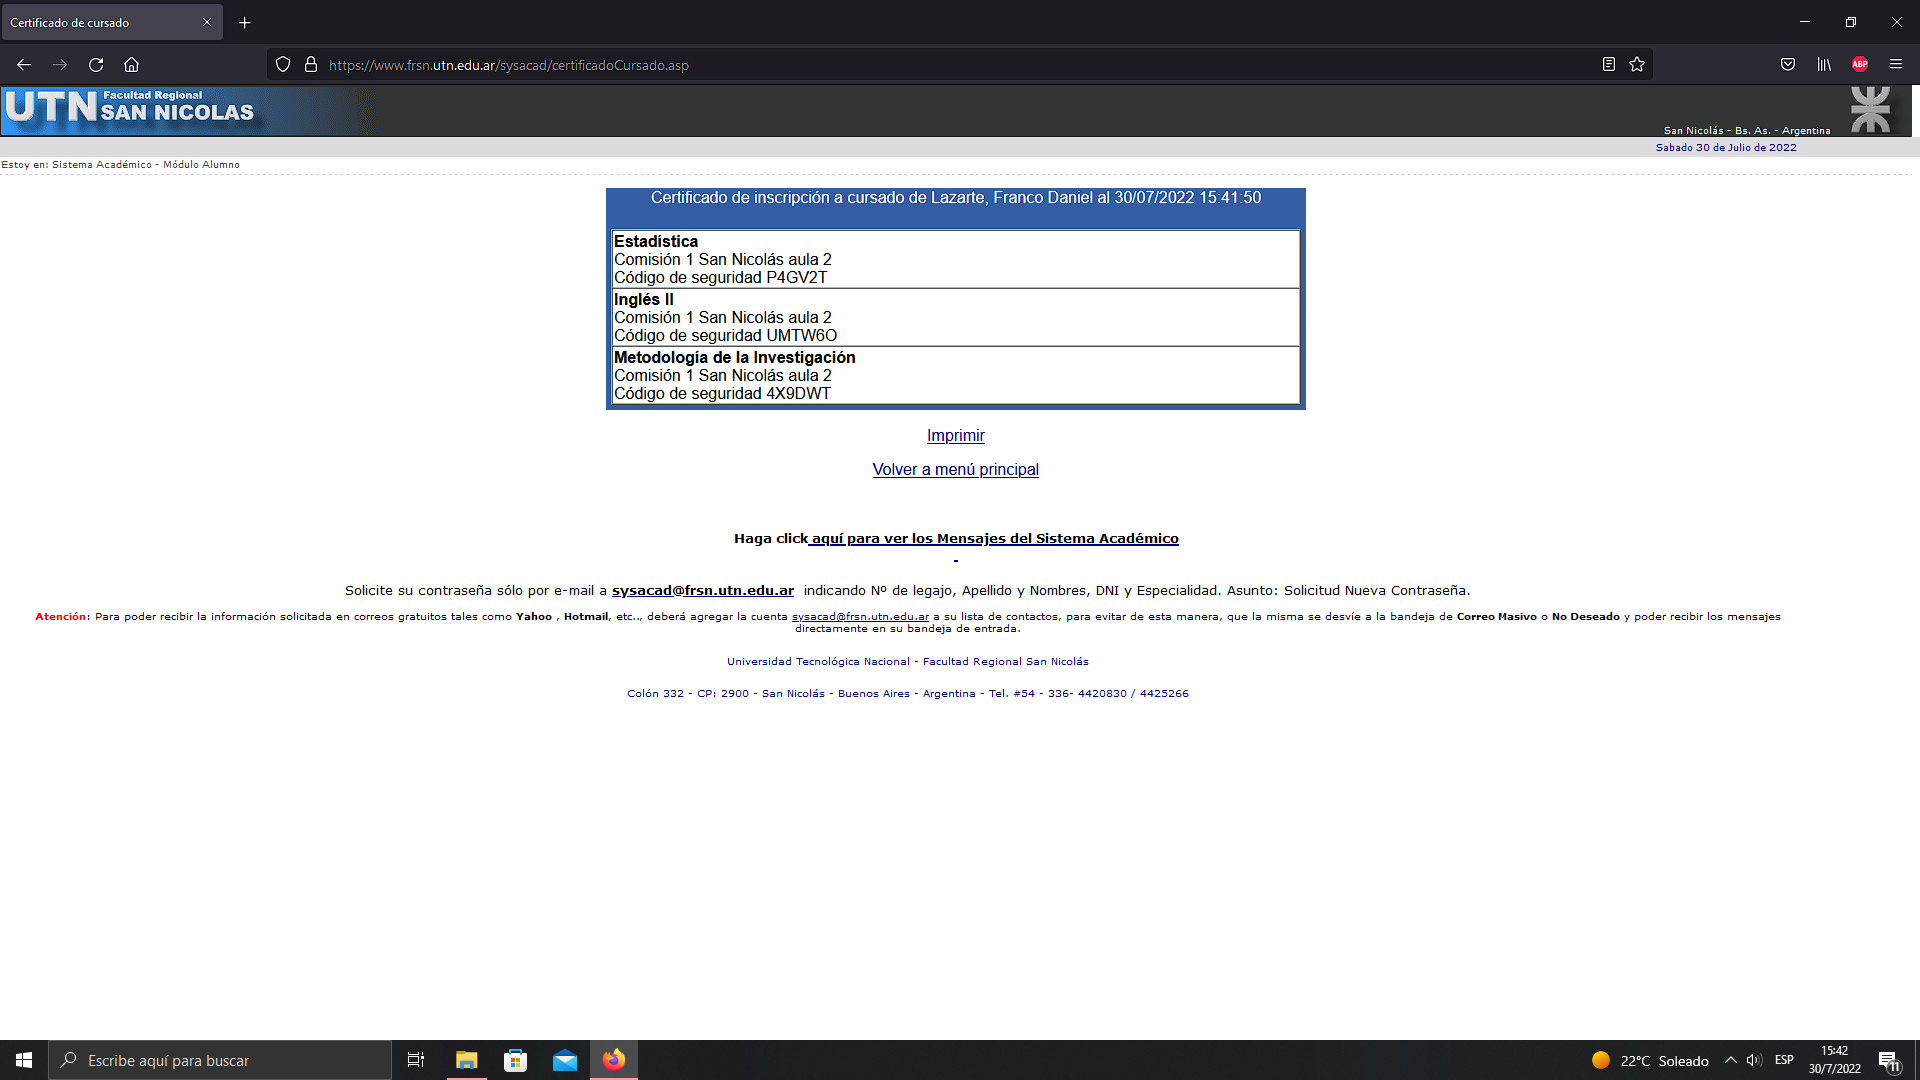 Certificado de cursado
https://www.frsn.utn.edu.ar/sysacad/certificadoCursado.asp
ABP
UTN Facultad Regional
SAN NICOLAS
San Nicolás - Bs. As. - Argentina
Sabado 30 de Julio de 2022
Estoy en: Sistema Académico - Módulo Alumno
Certificado de inscripción a cursado de Lazarte, Franco Daniel al 30/07/2022 15:41:50
Estadística
Comisión 1 San Nicolás aula 2
Código de seguridad P4GV2T
Inglés II
Comisión 1 San Nicolás aula 2
Código de seguridad UMTW6O
Metodología de la Investigación
Comisión 1 San Nicolás aula 2
Código de seguridad 4X9DWT
Imprimir
Volver a menú principal
Haga click aquí para ver los Mensajes del Sistema Académico
-
Solicite su contraseña sólo por e-mail a sysacad@frsn.utn.edu.ar indicando Nº de legajo, Apellido y Nombres, DNI y Especialidad. Asunto: Solicitud Nueva Contraseña.
Atención: Para poder recibir la información solicitada en correos gratuitos tales como Yahoo , Hotmail, etc.., deberá agregar la cuenta sysacad@frsn.utn.edu.ar a su lista de contactos, para evitar de esta manera, que la misma se desvíe a la bandeja de Correo Masivo o No Deseado y poder recibir los mensajes
directamente en su bandeja de entrada.
Universidad Tecnológica Nacional - Facultad Regional San Nicolás
Colón 332 - CP: 2900 - San Nicolás - Buenos Aires - Argentina - Tel. #54 - 336- 4420830 / 4425266
Escribe aquí para buscar
22°C Soleado
ESP
15:42
30/7/2022
11